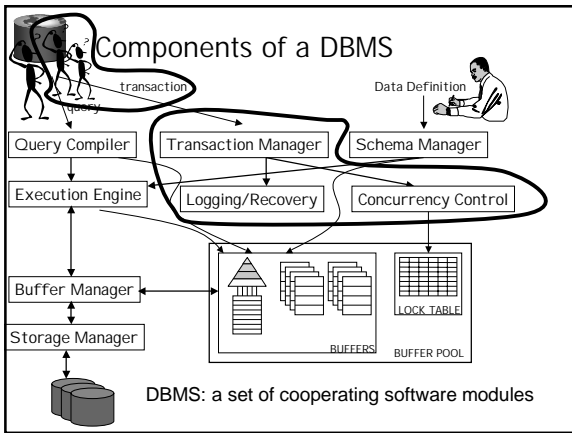 Components of a DBMS
transaction
query
Data Definition
Query Compiler
Transaction Manager
Schema Manager
Execution Engine
Logging/Recovery
Concurrency Control
Buffer Manager
LOCK TABLE
Storage Manager
BUFFERS
BUFFER POOL
DBMS: a set of cooperating software modules